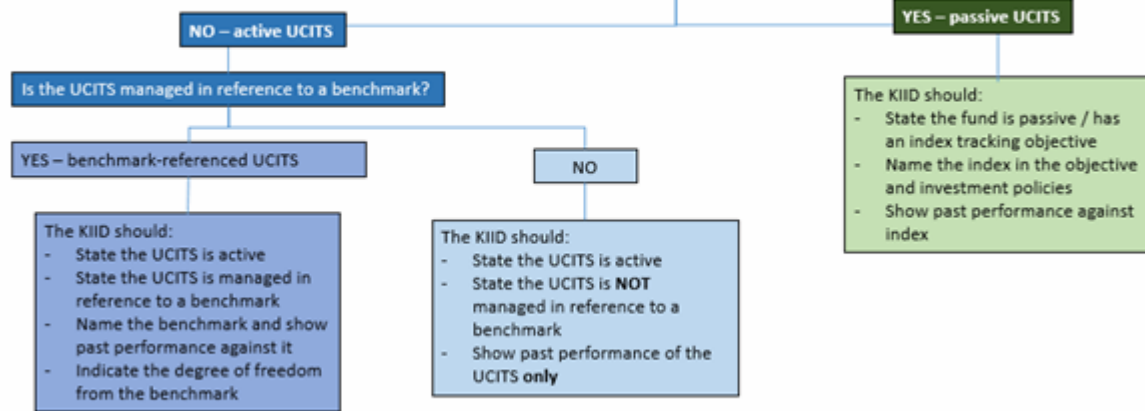 NO – active UCITS
YES – passive UCITS
Is the UCITS managed in reference to a benchmark?
YES – benchmark-referenced UCITS
NO
The KIID should:
- State the UCITS is active
- State the UCITS is managed in
reference to a benchmark
- Name the benchmark and show
past performance against it
- Indicate the degree of freedom
from the benchmark
The KIID should:
- State the UCITS is active
- State the UCITS is NOT
managed in reference to a
benchmark
- Show past performance of the
UCITS only
The KIID should:
- State the fund is passive / has
an index tracking objective
- Name the index in the objective
and investment policies
- Show past performance against
index